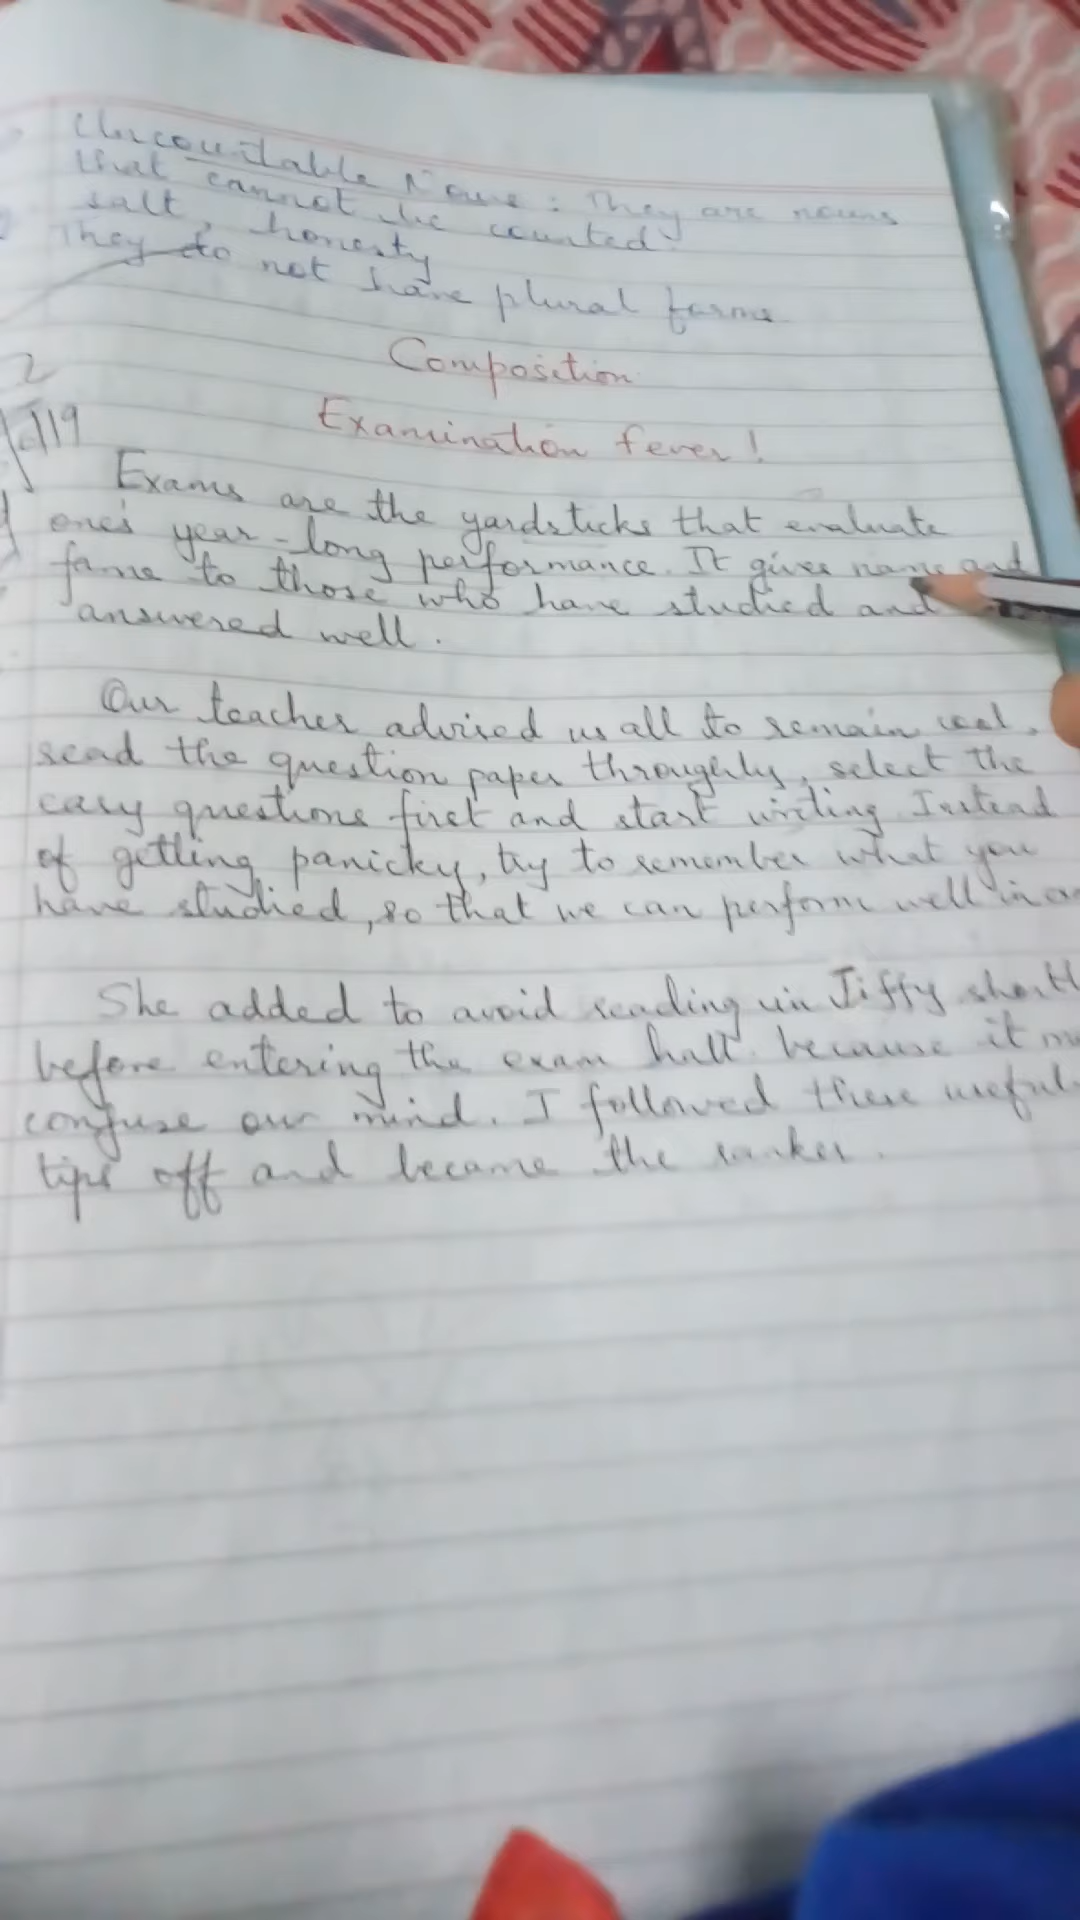 Uncountable Nouns : They are nouns
that cannot be counted.
salt, honesty
They do not have plural forms
Composition
2
19
Examination fever!
Exams are the yardsticks that evaluate
one's year-long performance. It gives name and
fame to those who have studied and
answered well.
Our teacher advised us all to remain cool,
read the question paper throughly, select the
easy questions first and start writing. Instead
of getting panicky, try to remember what you
have studied, so that we can perform well in
She added to avoid reading in Jiffy
before entering the exam hall because it
confuse our mind. I followed these useful
tips off and became the ranker.